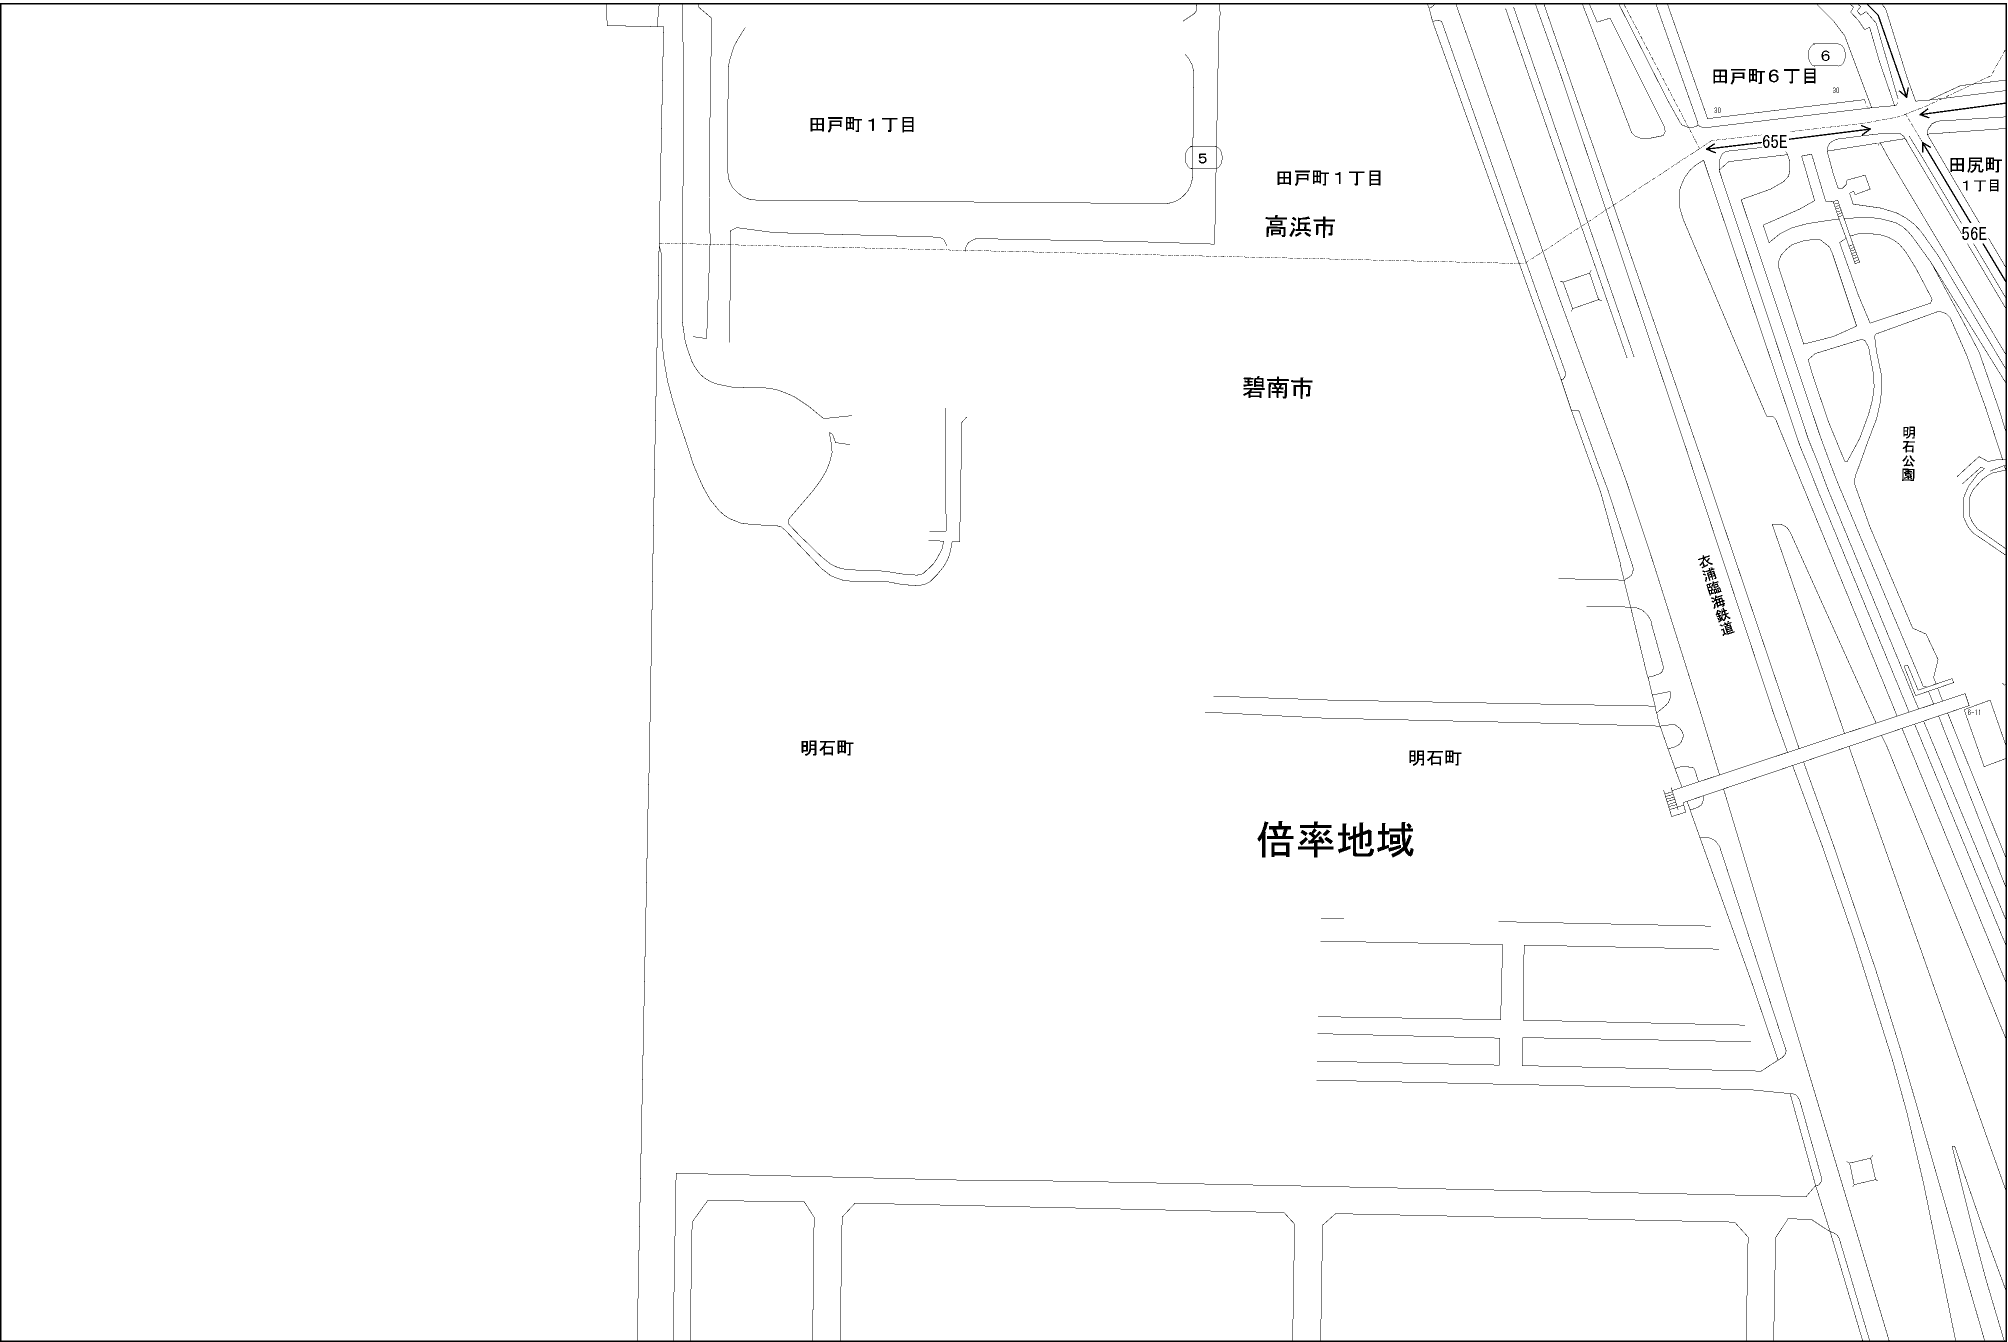 6
田戸町6丁目
30
30
田戸町1丁目
65E
5
田尻町
1丁目
田戸町1丁目
高浜市
56E
碧南市
明石公園
衣浦臨海鉄道
6-11
明石町
明石町
倍率地域